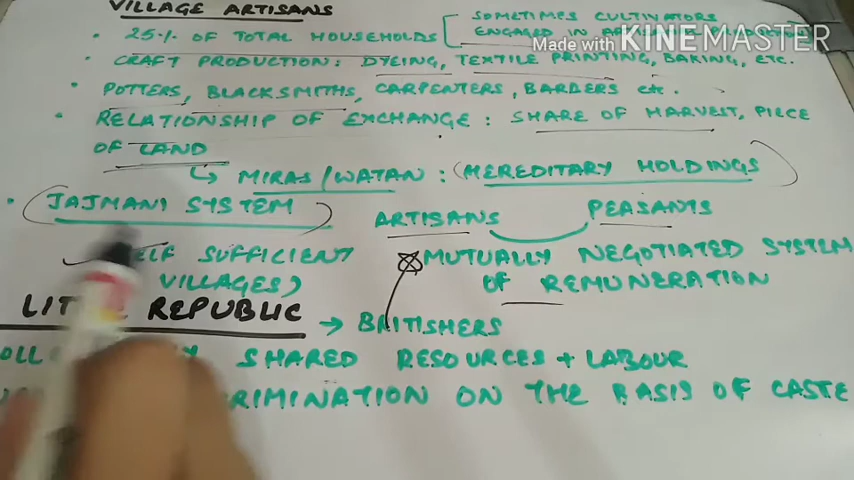 VILLAGE ARTISANS
SOMETIMES CULTIVATORS
• 25·/· OF TOTAL HOUSEHOLDS ENGAGED IN
Made with KINEMASTER
• CRAFT PRODUCTION: DYEING, TEXTILE PRINTING, BAKING, ETC.
• POTTERS, BLACKSMITHS, CARPENTERS, BARBERS etc.
• RELATIONSHIP OF EXCHANGE: SHARE OF HARVEST, PIECE
OF LAND
↳ MIRAS/WATAN: (HEREDITARY HOLDINGS)
• (JAJMANI SYSTEM) ARTISANS PEASANTS
SUFFICIENT MUTUALLY NEGOTIATED SYSTEM
VILLAGES) OF REMUNERATION
REPUBLIC → BRITISHERS
SHARED RESOURCES + LABOUR
ON THE BASIS OF CASTE